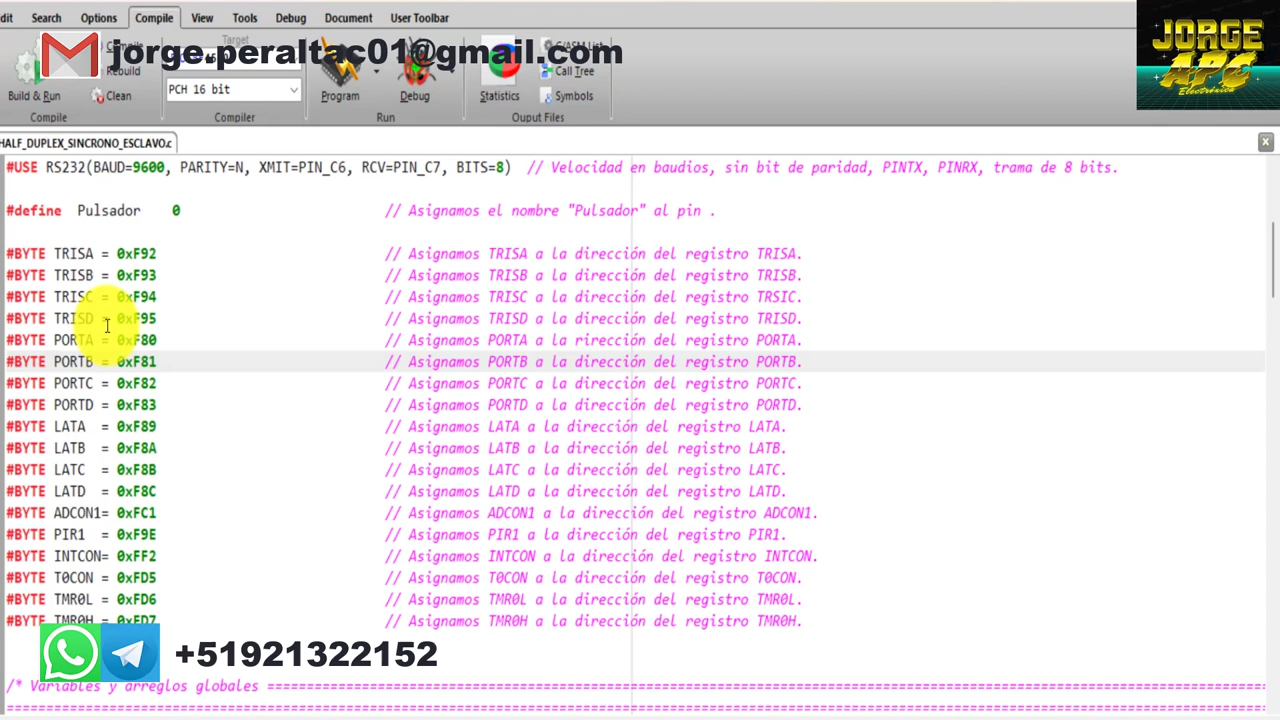 dit Search Options Compile View Tools Debug Document User Toolbar
JORGE
APC
Electrónica
jorge.peraltac01@gmail.com
Target
Rebuild
Call Tree
PCH 16 bit
Build & Run
Clean
Program
Debug
Statistics
Symbols
Compile
Compiler
Run
Ouput Files
HALF_DUPLEX_SINCRONO_ESCLAVO.c
#USE RS232(BAUD=9600, PARITY=N, XMIT=PIN_C6, RCV=PIN_C7, BITS=8) // Velocidad en baudios, sin bit de paridad, PINTX, PINRX, trama de 8 bits.
#define Pulsador 0 // Asignamos el nombre "Pulsador" al pin .
#BYTE TRISA = 0xF92 // Asignamos TRISA a la dirección del registro TRISA.
#BYTE TRISB = 0xF93 // Asignamos TRISB a la dirección del registro TRISB.
#BYTE TRISC = 0xF94 // Asignamos TRISC a la dirección del registro TRSIC.
#BYTE TRISD = 0xF95 // Asignamos TRISD a la dirección del registro TRISD.
#BYTE PORTA = 0xF80 // Asignamos PORTA a la rirección del registro PORTA.
#BYTE PORTB = 0xF81 // Asignamos PORTB a la dirección del registro PORTB.
#BYTE PORTC = 0xF82 // Asignamos PORTC a la dirección del registro PORTC.
#BYTE PORTD = 0xF83 // Asignamos PORTD a la dirección del registro PORTD.
#BYTE LATA = 0xF89 // Asignamos LATA a la dirección del registro LATA.
#BYTE LATB = 0xF8A // Asignamos LATB a la dirección del registro LATB.
#BYTE LATC = 0xF8B // Asignamos LATC a la dirección del registro LATC.
#BYTE LATD = 0xF8C // Asignamos LATD a la dirección del registro LATD.
#BYTE ADCON1= 0xFC1 // Asignamos ADCON1 a la dirección del registro ADCON1.
#BYTE PIR1 = 0xF9E // Asignamos PIR1 a la dirección del registro PIR1.
#BYTE INTCON= 0xFF2 // Asignamos INTCON a la dirección del registro INTCON.
#BYTE T0CON = 0xFD5 // Asignamos T0CON a la dirección del registro T0CON.
#BYTE TMR0L = 0xFD6 // Asignamos TMR0L a la dirección del registro TMR0L.
#BYTE TMR0H = 0xFD7 // Asignamos TMR0H a la dirección del registro TMR0H.
+51921322152
/* Variables y arreglos globales ================================================